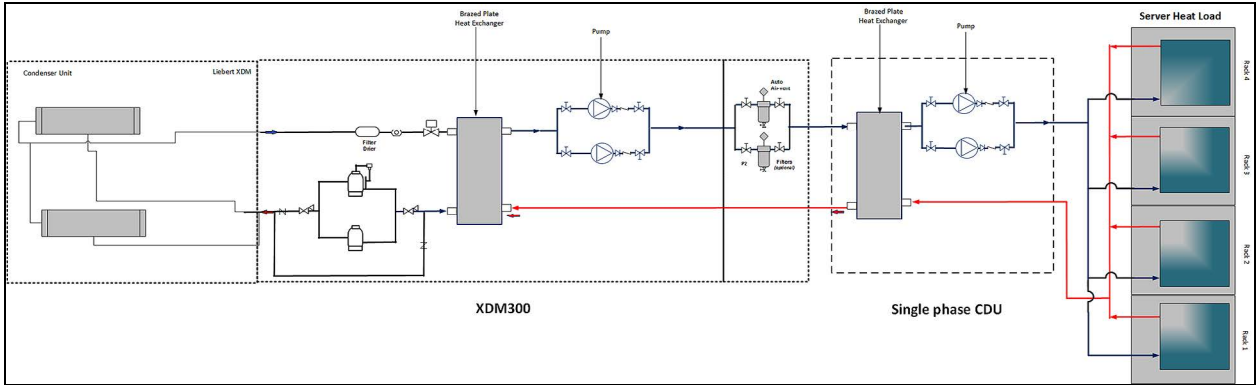 Server Heat Load
Brazed Plate
Heat Exchanger
Pump
Brazed Plate
Heat Exchanger
Pump
Condenser Unit
Liebert XDM
Auto
Air-vent
Filter
Drier
P2
Filters
(optional)
Rack 4
Rack 3
Rack 2
Rack 1
XDM300
Single phase CDU